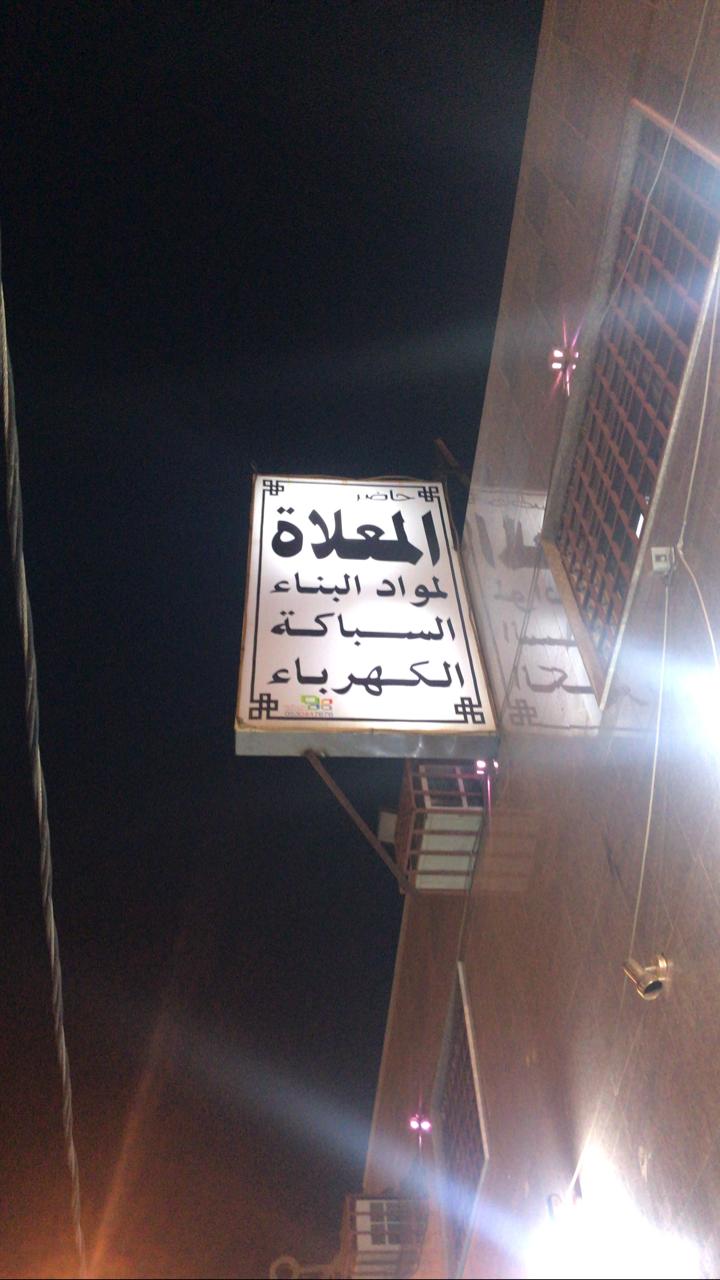 حاضر
المعلاة
لمواد البناء
السباكة
الكهرباء